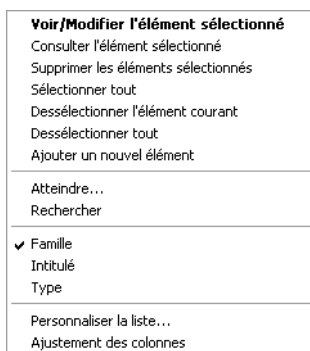 Voir/Modifier l'élément sélectionné
Consulter l'élément sélectionné
Supprimer les éléments sélectionnés
Sélectionner tout
Dessélectionner l'élément courant
Dessélectionner tout
Ajouter un nouvel élément
Atteindre...
Rechercher
Famille
Intitulé
Type
Personnaliser la liste...
Ajustement des colonnes